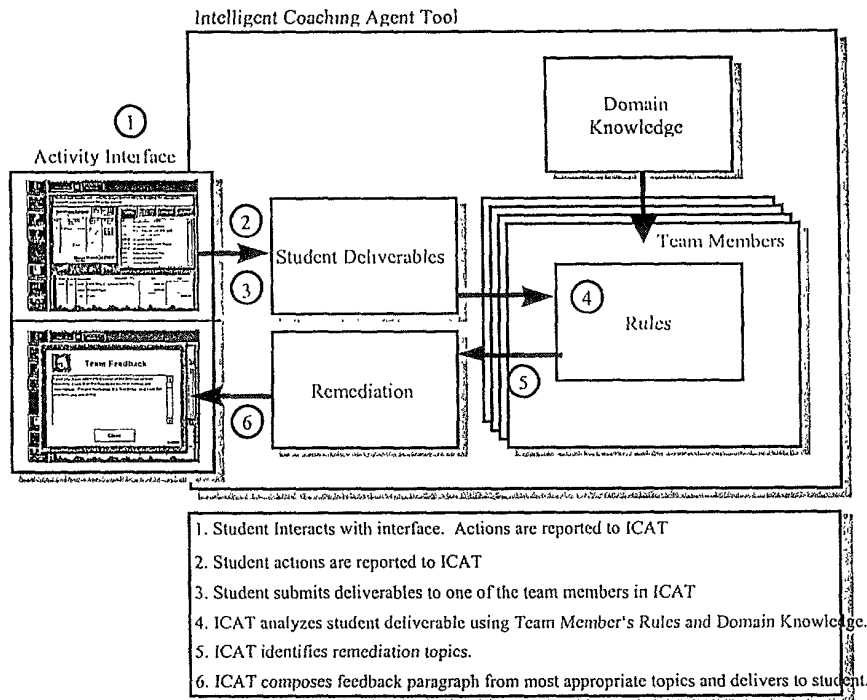 Intelligent Coaching Agent Tool
1
Activity Interface
Domain
Knowledge
2
Student Deliverables
3
Team Members
4
Rules
Team Feedback
Remediation
5
6
1. Student Interacts with interface. Actions are reported to ICAT
2. Student actions are reported to ICAT
3. Student submits deliverables to one of the team members in ICAT
4. ICAT analyzes student deliverable using Team Member's Rules and Domain Knowledge.
5. ICAT identifies remediation topics.
6. ICAT composes feedback paragraph from most appropriate topics and delivers to student.